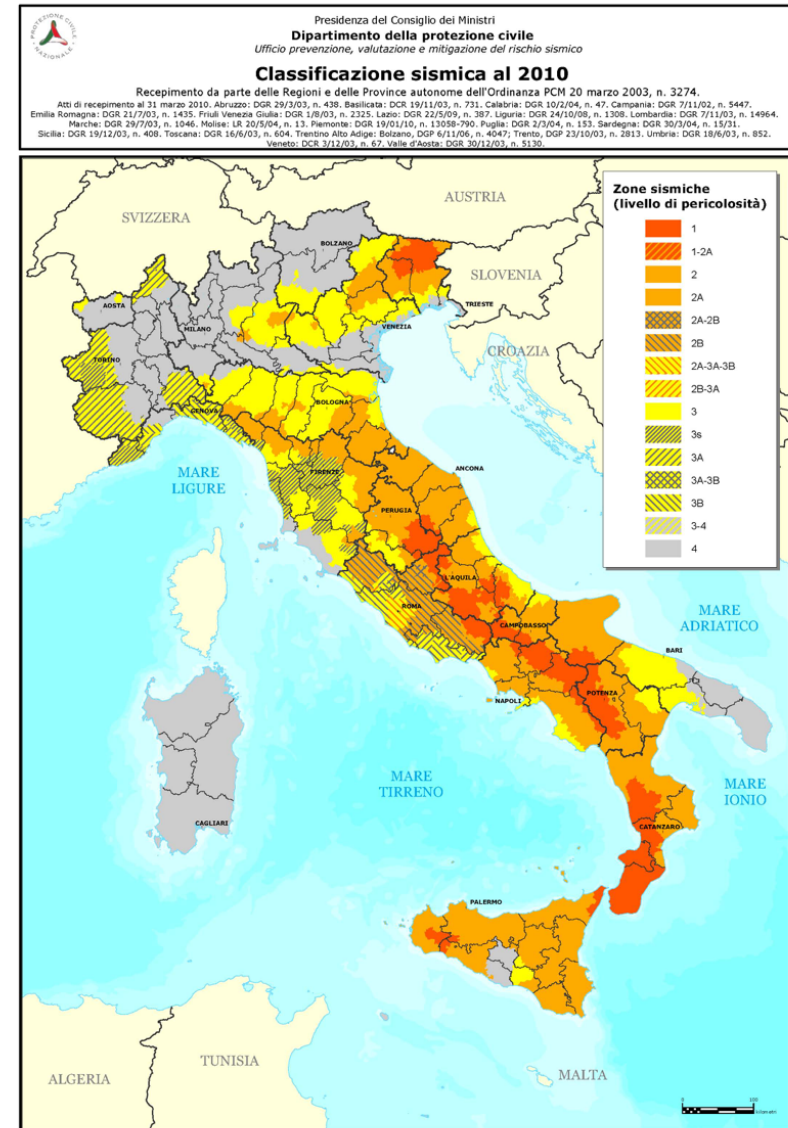 PROTEZIONE CIVILE
NAZIONALE
Presidenza del Consiglio dei Ministri
Dipartimento della protezione civile
Ufficio prevenzione, valutazione e mitigazione del rischio sismico
Classificazione sismica al 2010
Recepimento da parte delle Regioni e delle Province autonome dell'Ordinanza PCM 20 marzo 2003, n. 3274.
Atti di recepimento al 31 marzo 2010. Abruzzo: DGR 29/3/03, n. 438. Basilicata: DCR 19/11/03, n. 731. Calabria: DGR 10/2/04, n. 47. Campania: DGR 7/11/02, n. 5447.
Emilia Romagna: DGR 21/7/03, n. 1435. Friuli Venezia Giulia: DGR 1/8/03, n. 2325. Lazio: DGR 22/5/09, n. 387. Liguria: DGR 24/10/08, n. 1308. Lombardia: DGR 7/11/03, n. 14964.
Marche: DGR 29/7/03, n. 1046. Molise: LR 20/5/04, n. 13. Piemonte: DGR 19/01/10, n. 13058-790. Puglia: DGR 2/3/04, n. 153. Sardegna: DGR 30/3/04, n. 15/31.
Sicilia: DGR 19/12/03, n. 408. Toscana: DGR 16/6/03, n. 604. Trentino Alto Adige: Bolzano, DGP 6/11/06, n. 4047; Trento, DGP 23/10/03, n. 2813. Umbria: DGR 18/6/03, n. 852.
Veneto: DCR 3/12/03, n. 67. Valle d'Aosta: DGR 30/12/03, n. 5130.
Zone sismiche
(livello di pericolosità)
1
1-2A
2
2A
2A-2B
2B
2A-3A-3B
2B-3A
3
3s
3A
3A-3B
3B
3-4
4
AUSTRIA
SVIZZERA
BOLZANO
SLOVENIA
AOSTA
TRIESTE
MILANO
VENEZIA
CROAZIA
TORINO
BOLOGNA
GENOVA
ANCONA
FIRENZE
MARE
LIGURE
PERUGIA
L'AQUILA
ROMA
MARE
ADRIATICO
CAMPOBASSO
BARI
POTENZA
NAPOLI
MARE
TIRRENO
MARE
IONIO
CAGLIARI
CATANZARO
PALERMO
TUNISIA
ALGERIA
MALTA
0
100
kilometri